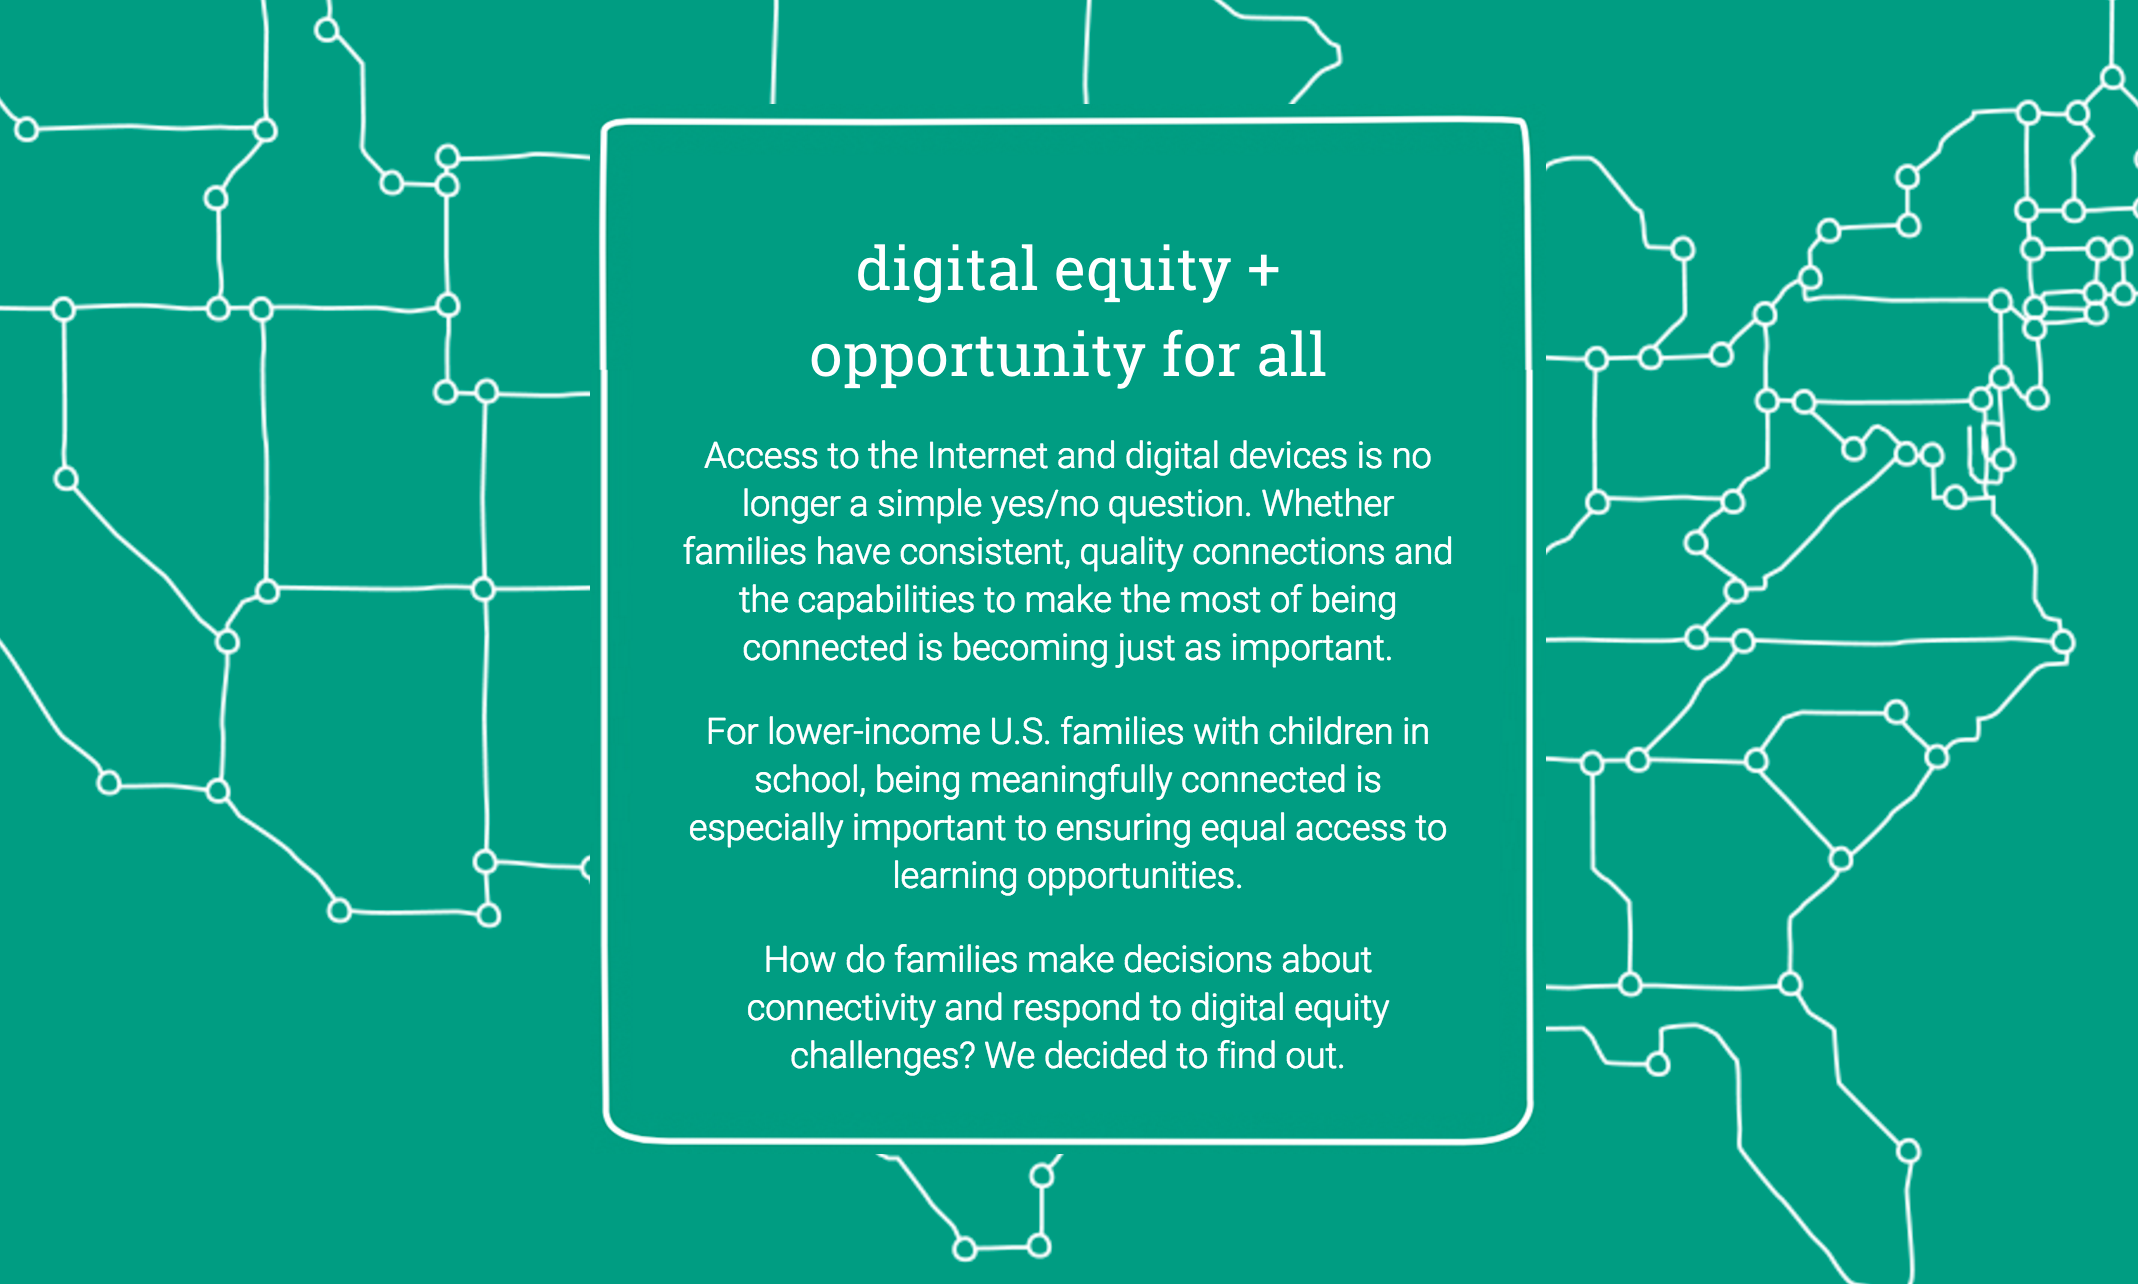 digital equity +
opportunity for all
Access to the Internet and digital devices is no
longer a simple yes/no question. Whether
families have consistent, quality connections and
the capabilities to make the most of being
connected is becoming just as important.
For lower-income U.S. families with children in
school, being meaningfully connected is
especially important to ensuring equal access to
learning opportunities.
How do families make decisions about
connectivity and respond to digital equity
challenges? We decided to find out.